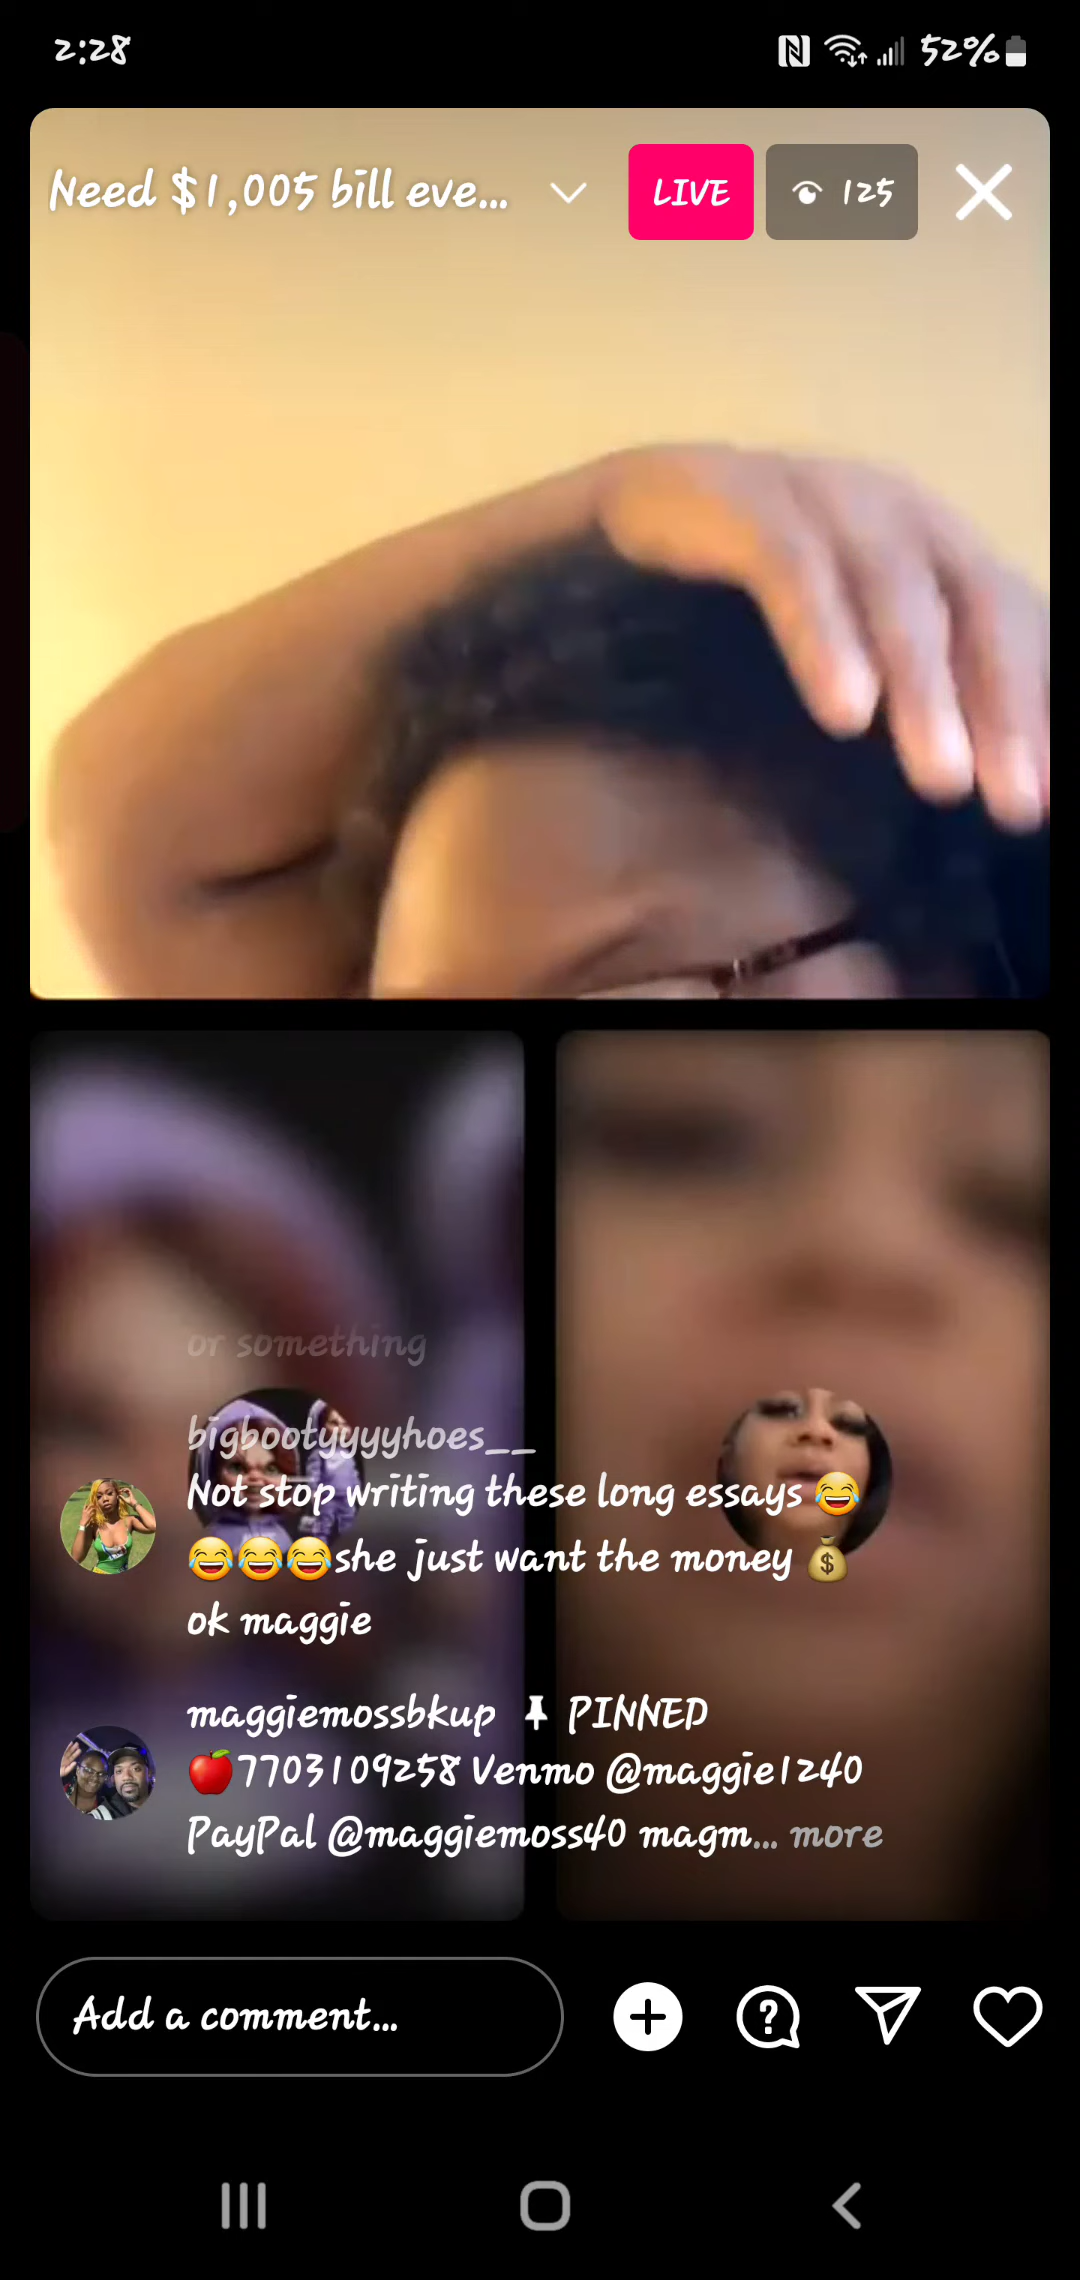 2:28 52%
Need $1,005 bill eve... LIVE 125
or something
bigbootyyyyhoes__
Not stop writing these long essays 😂
😂😂😂she just want the money 💰
ok maggie
maggiemossbkup 📌 PINNED
🍎7703109258 Venmo @maggie1240
PayPal @maggiemoss40 magm... more
Add a comment...